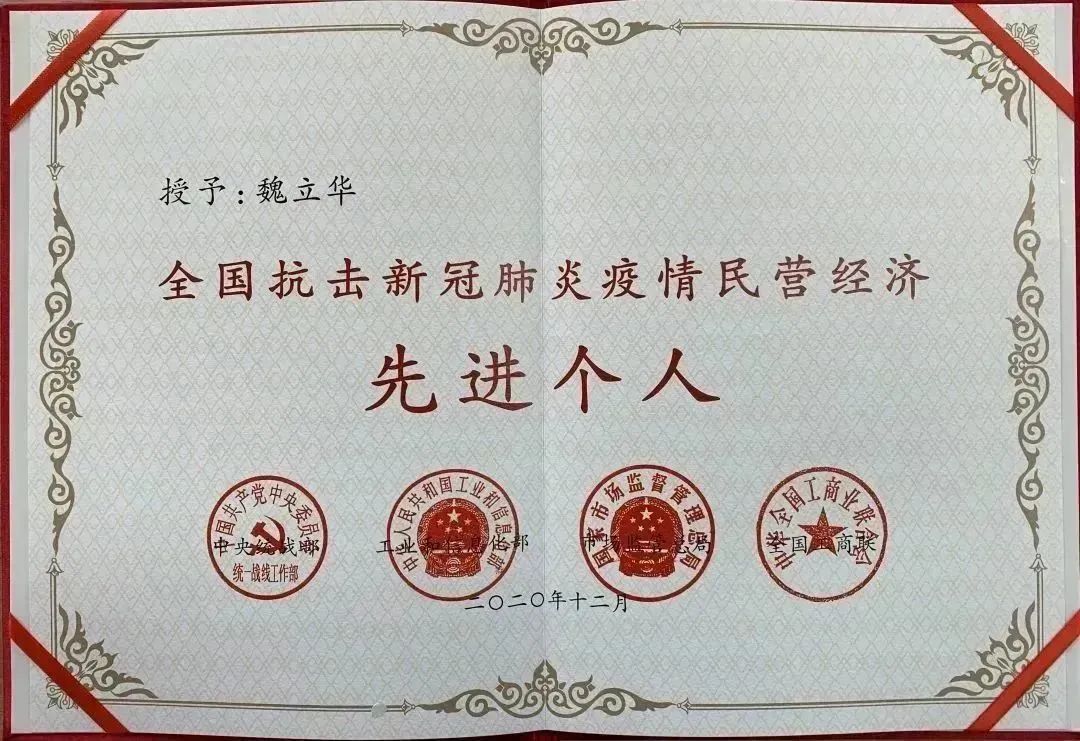 授予:魏立华
全国抗击新冠肺炎疫情民营经济
先进个人
中国共产党中央委员会
统一战线工作部
中央统战部
中华人民共和国工业和信息化部
工业和信息化部
国家市场监督管理总局
市场监管总局
中华全国工商业联合会
全国工商联
二〇二〇年十二月